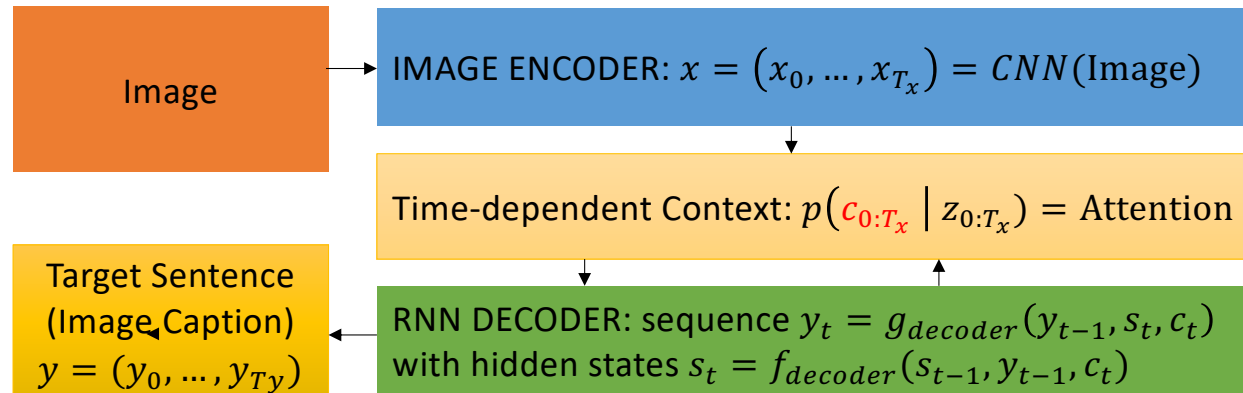 Image
IMAGE ENCODER: x = (x_0, … , x_{T_x}) = CNN(Image)
Time-dependent Context: p(c_{0:T_x} | z_{0:T_x}) = Attention
Target Sentence
(Image Caption)
y = (y_0, … , y_{Ty})
RNN DECODER: sequence y_t = g_{decoder}(y_{t−1}, s_t, c_t)
with hidden states s_t = f_{decoder}(s_{t−1}, y_{t−1}, c_t)